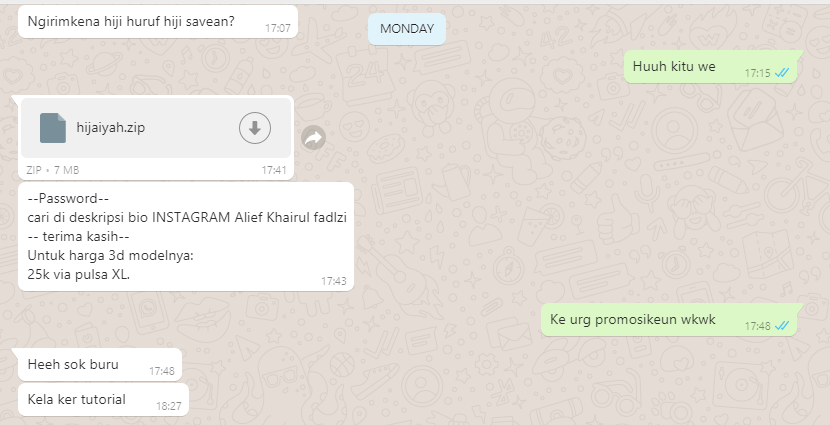 Ngirimkena hiji huruf hiji savean?
17:07
MONDAY
Huuh kitu we
17:15
hijaiyah.zip
ZIP • 7 MB
17:41
--Password--
cari di deskripsi bio INSTAGRAM Alief Khairul fadlzi
-- terima kasih--
Untuk harga 3d modelnya:
25k via pulsa XL.
17:43
Ke urg promosikeun wkwk
17:48
Heeh sok buru
17:48
Kela ker tutorial
18:27